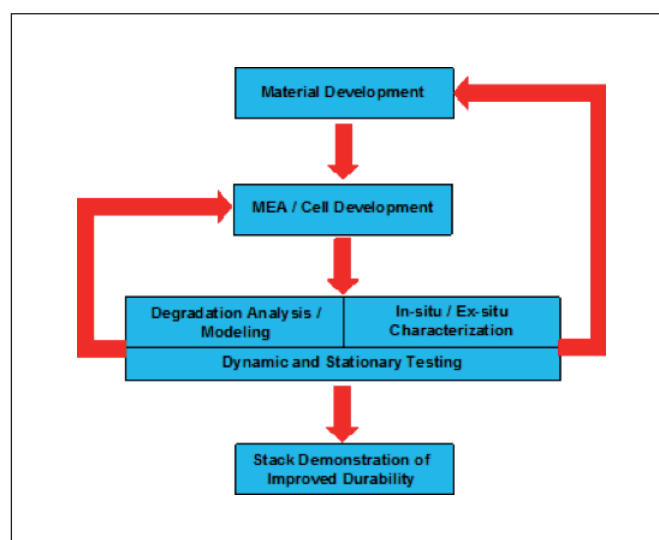 Material Development
MEA / Cell Development
Degradation Analysis /
Modeling
In-situ / Ex-situ
Characterization
Dynamic and Stationary Testing
Stack Demonstration of
Improved Durability